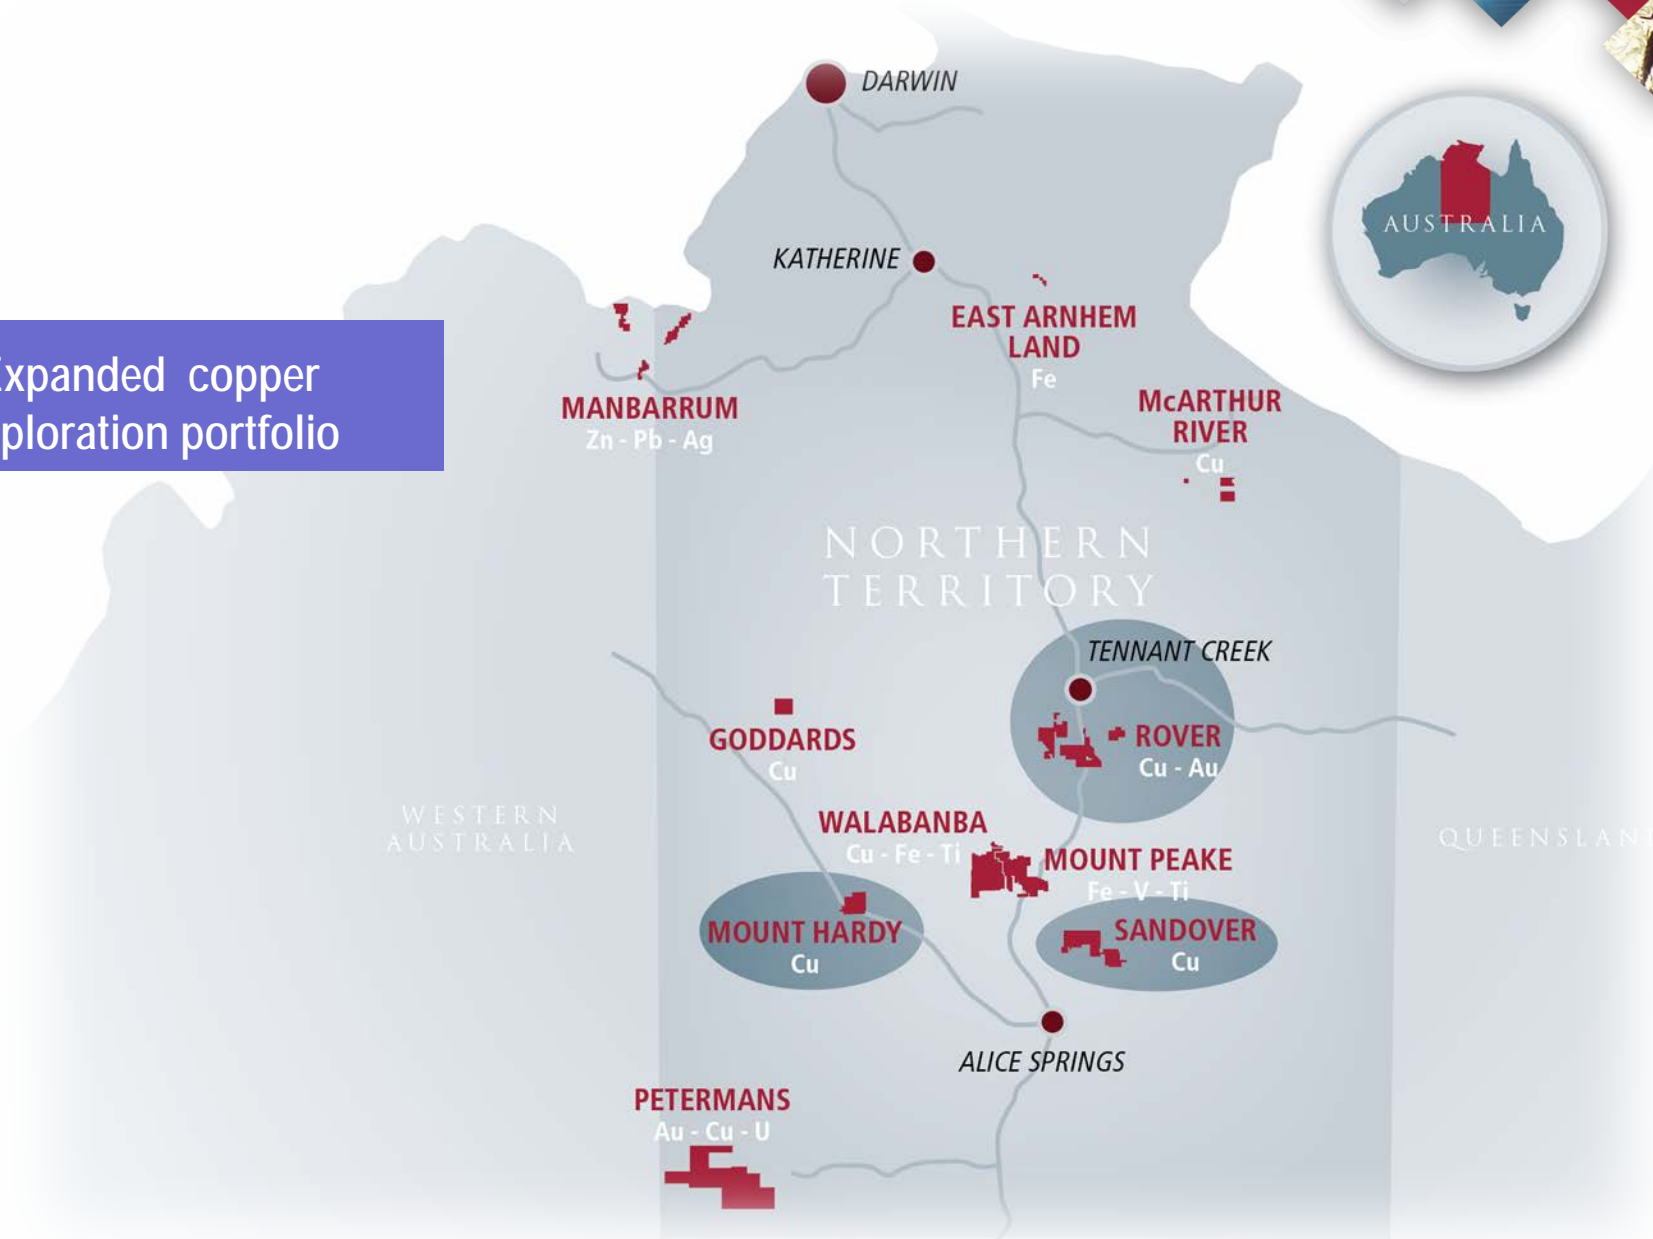 DARWIN
AUSTRALIA
KATHERINE
EAST ARNHEM
LAND
Fe
Expanded copper
ploration portfolio
MANBARRUM
Zn - Pb - Ag
McARTHUR
RIVER
Cu
NORTHERN
TERRITORY
TENNANT CREEK
GODDARDS
Cu
ROVER
Cu - Au
WESTERN
AUSTRALIA
WALABANBA
Cu - Fe - Ti
MOUNT PEAKE
Fe - V - Ti
QUEENSLAN
MOUNT HARDY
Cu
SANDOVER
Cu
ALICE SPRINGS
PETERMANS
Au - Cu - U